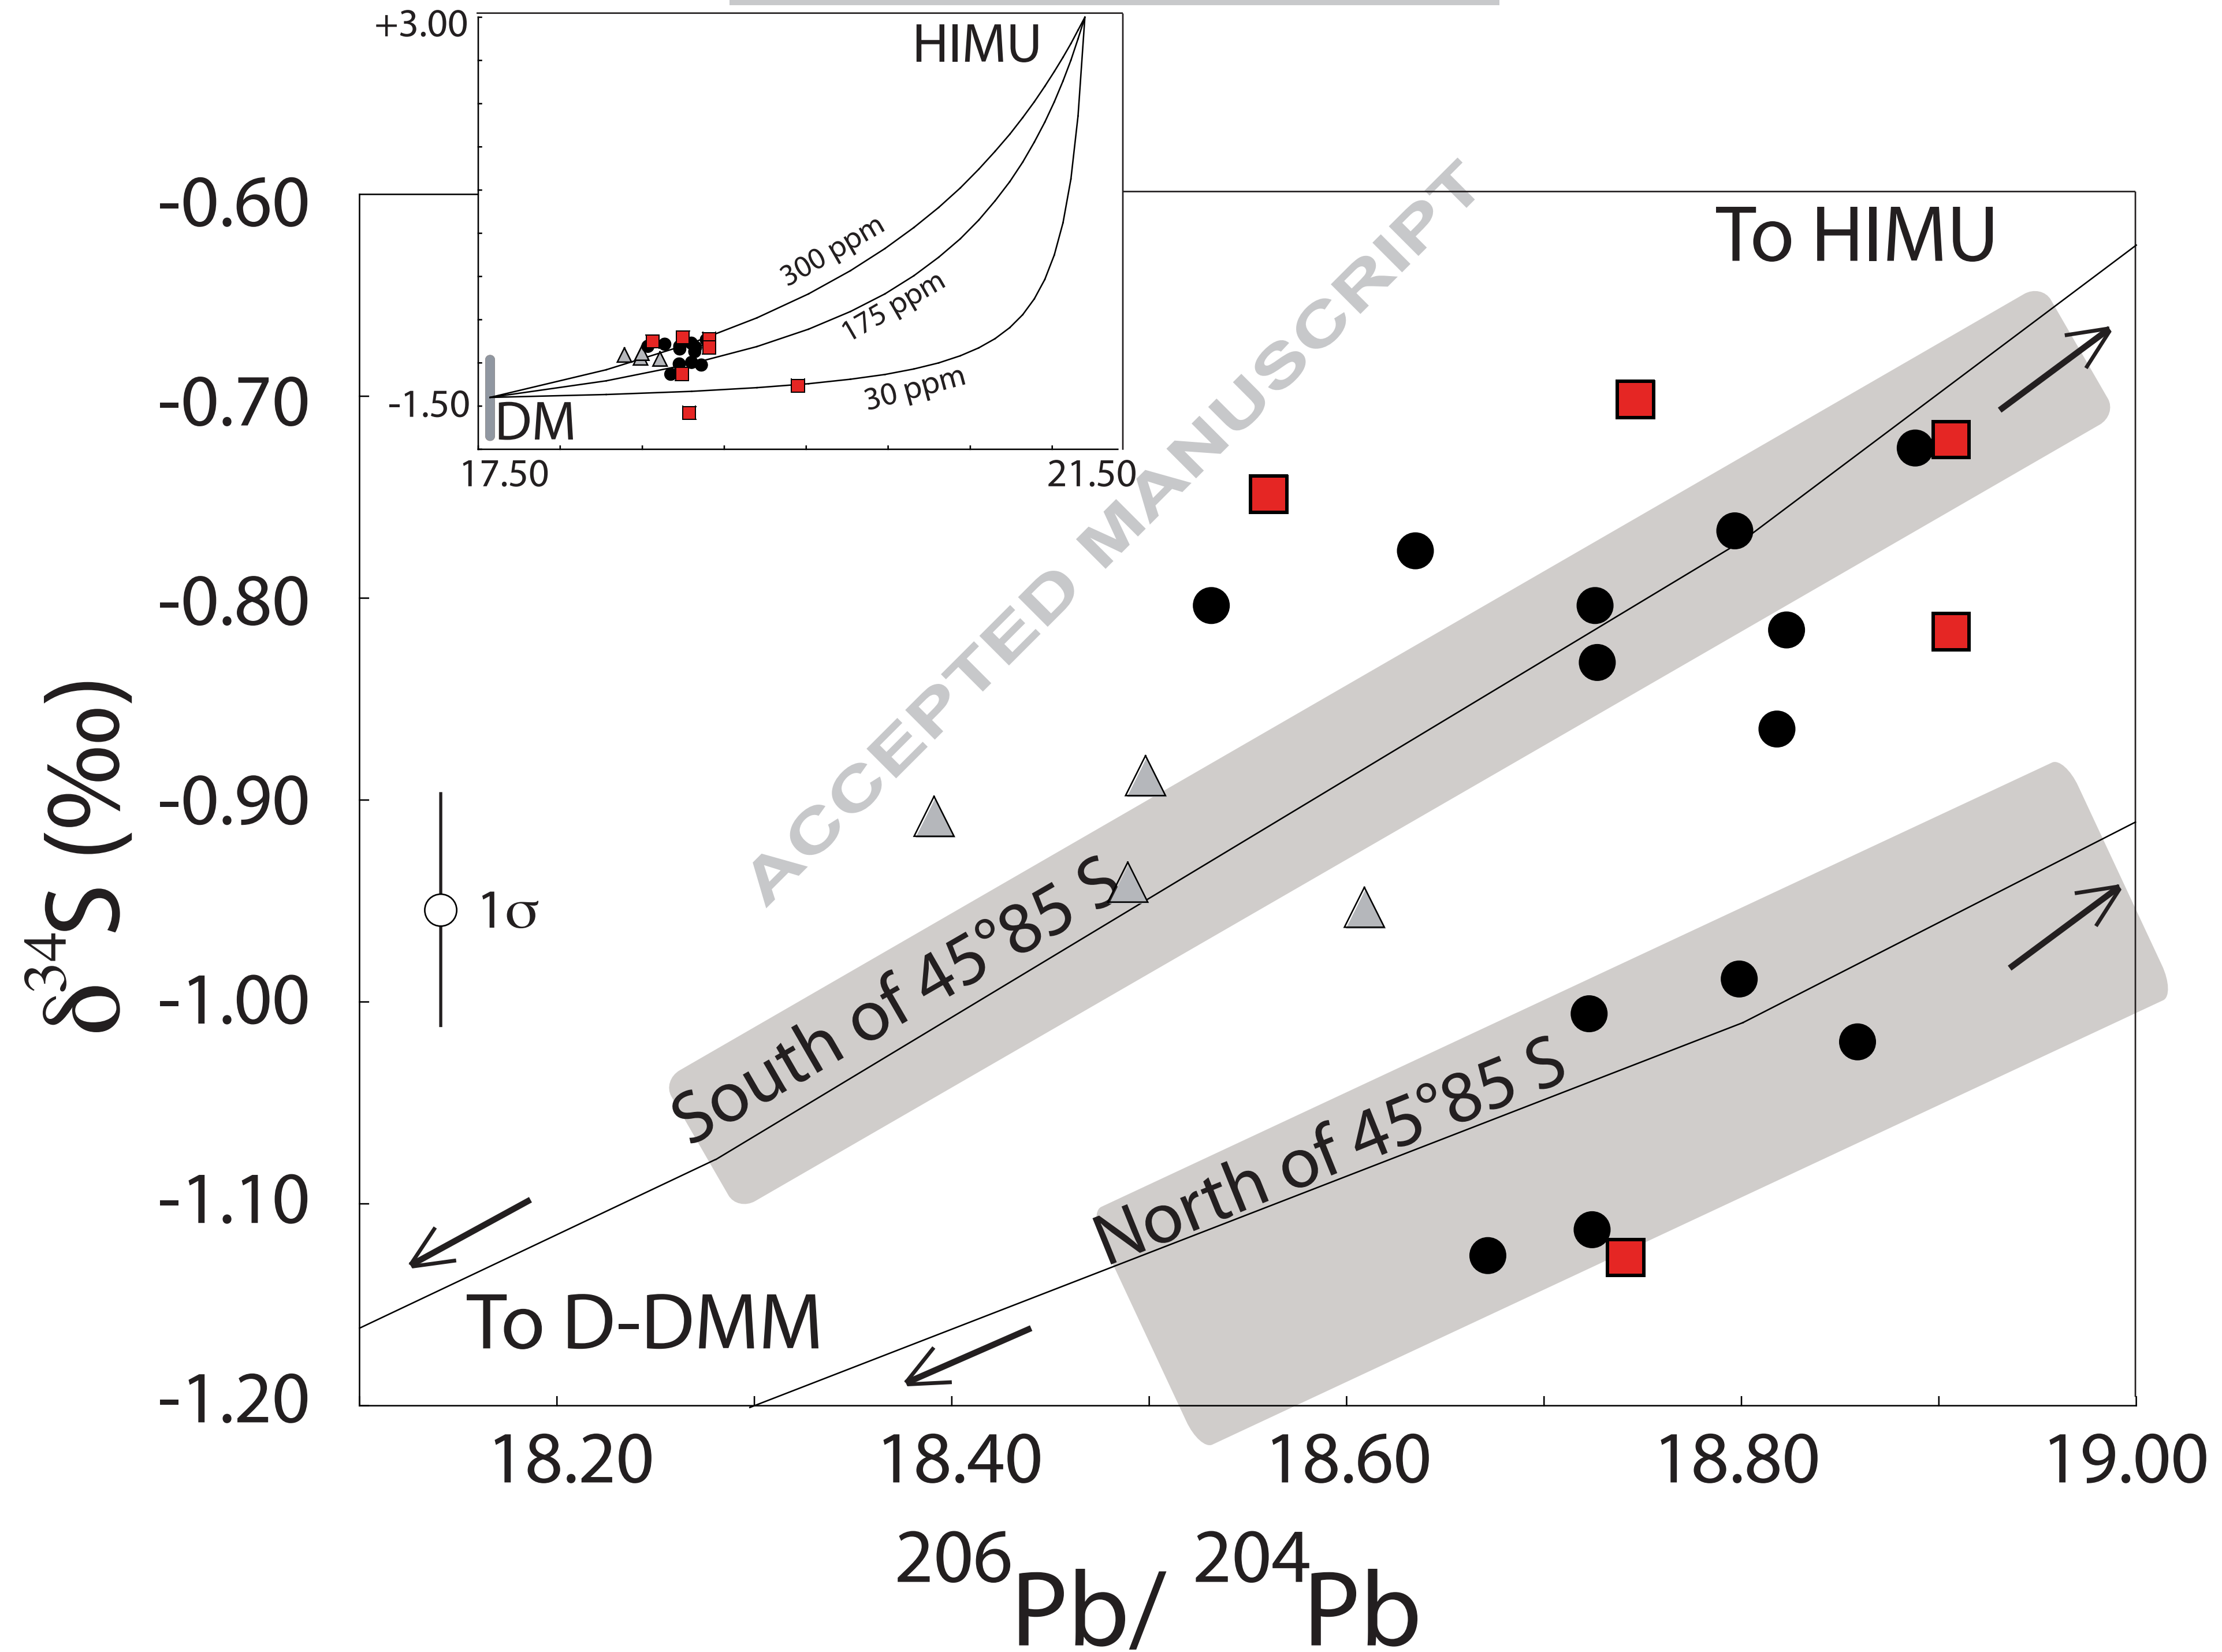 +3.00
HIMU
300 ppm
175 ppm
30 ppm
-1.50
DM
17.50
21.50
To HIMU
ACCEPTED MANUSCRIPT
-0.60
-0.70
-0.80
-0.90
-1.00
-1.10
-1.20
δ34S (‰)
1σ
South of 45°85 S
North of 45°85 S
To D-DMM
18.20
18.40
18.60
18.80
19.00
206Pb/ 204Pb